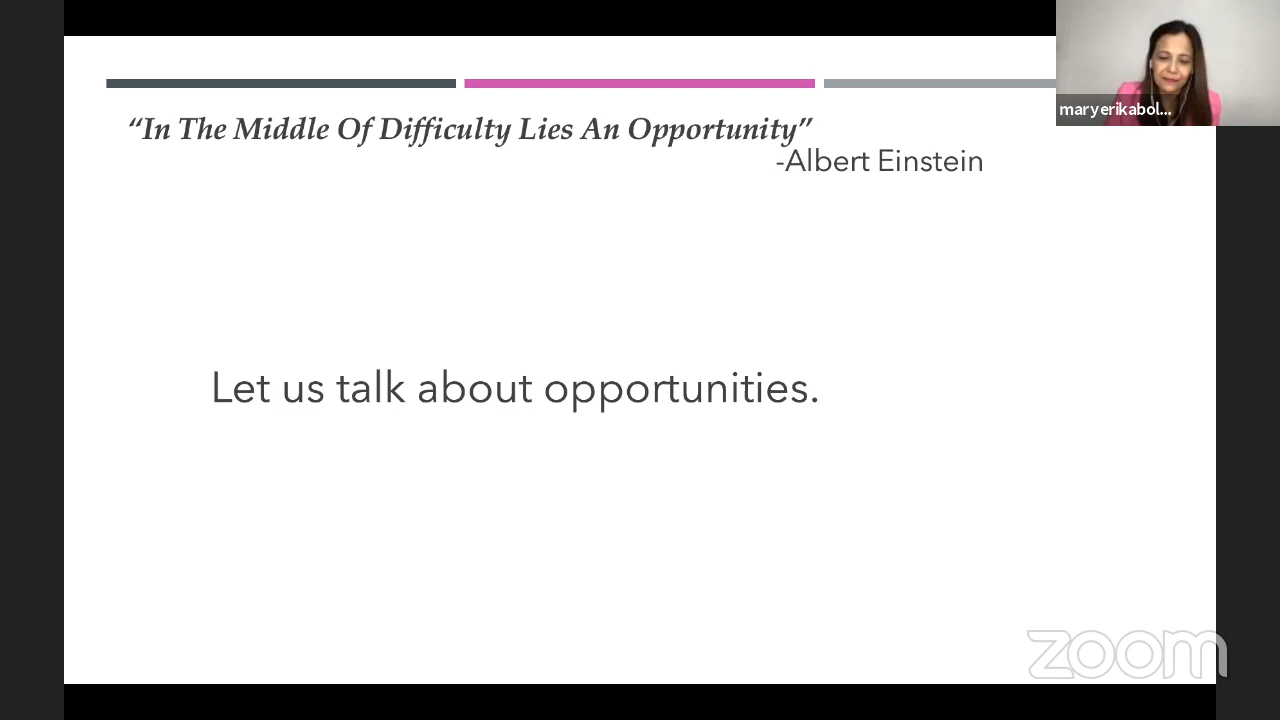 “In The Middle Of Difficulty Lies An Opportunity”
-Albert Einstein
maryerikabol...
Let us talk about opportunities.
zoom